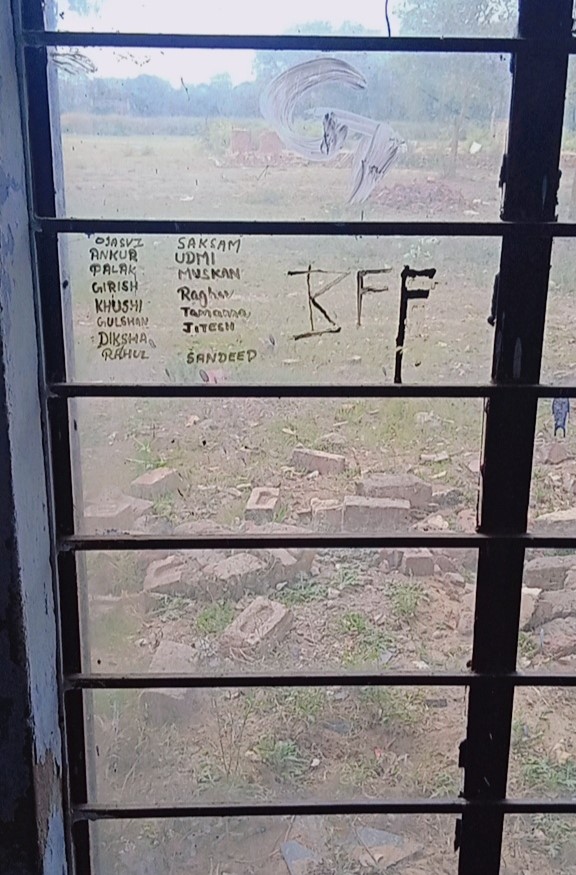 OJASVI
ANKUR
PALAK
GIRISH
KHUSHI
GULSHAN
DIKSHA
RAHUL
SAKSAM
UDMI
MUSKAN
Raghav
Tamanna
JITESH
SANDEEP
KFF